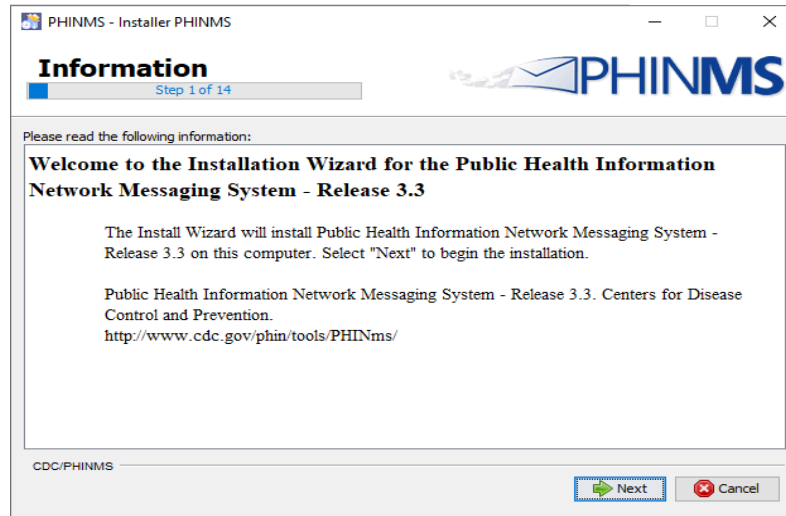 PHINMS - Installer PHINMS
Information
Step 1 of 14
PHINMS
Please read the following information:
Welcome to the Installation Wizard for the Public Health Information
Network Messaging System - Release 3.3
The Install Wizard will install Public Health Information Network Messaging System -
Release 3.3 on this computer. Select "Next" to begin the installation.
Public Health Information Network Messaging System - Release 3.3. Centers for Disease
Control and Prevention.
http://www.cdc.gov/phin/tools/PHINms/
CDC/PHINMS
Next
Cancel